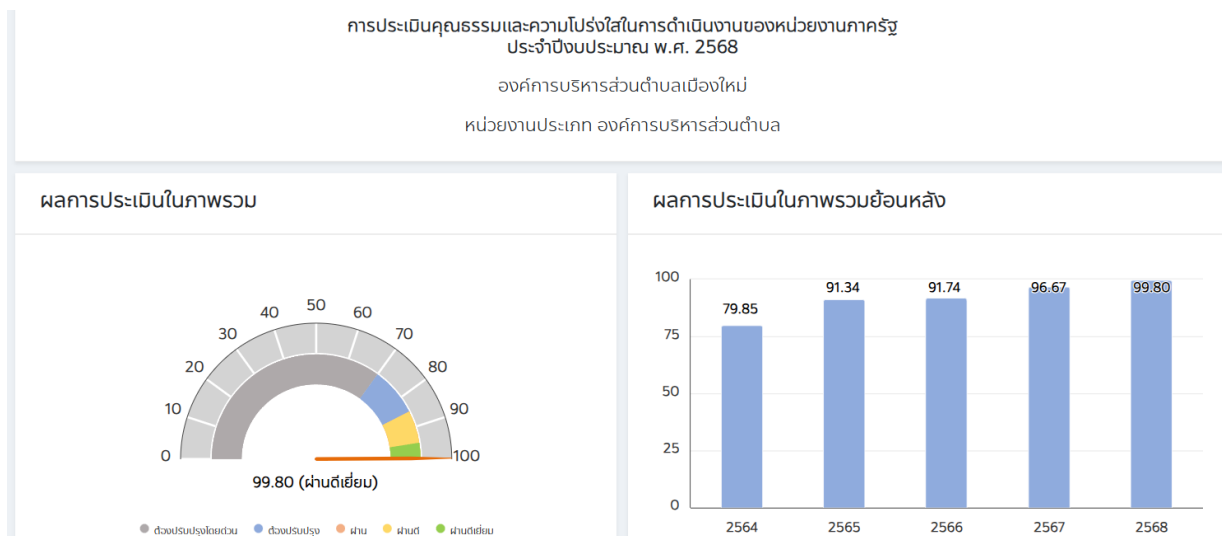 การประเมินคุณธรรมและความโปร่งใสในการดำเนินงานของหน่วยงานภาครัฐ
ประจำปีงบประมาณ พ.ศ. 2568
องค์การบริหารส่วนตำบลเมืองใหม่
หน่วยงานประเภท องค์การบริหารส่วนตำบล
ผลการประเมินในภาพรวม
0
10
20
30
40
50
60
70
80
90
100
99.80 (ผ่านดีเยี่ยม)
ต้องปรับปรุงโดยด่วน ต้องปรับปรุง ผ่าน ผ่านดี ผ่านดีเยี่ยม
ผลการประเมินในภาพรวมย้อนหลัง
100
75
50
25
0
79.85 91.34 91.74 96.67 99.80
2564 2565 2566 2567 2568